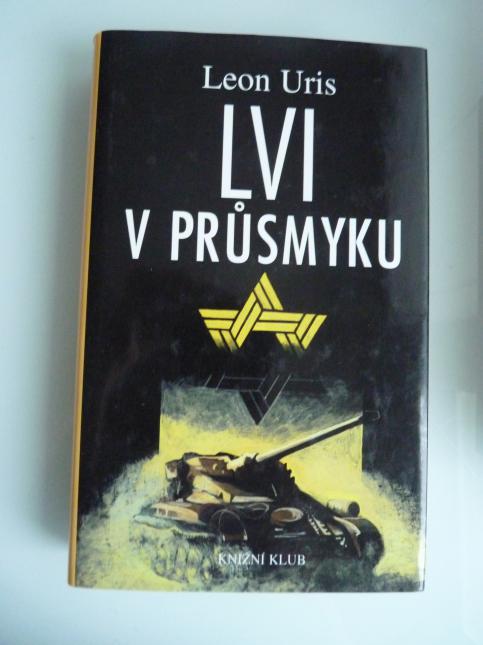 Leon Uris
LVI
V PRŮSMYKU
KNIŽNÍ KLUB